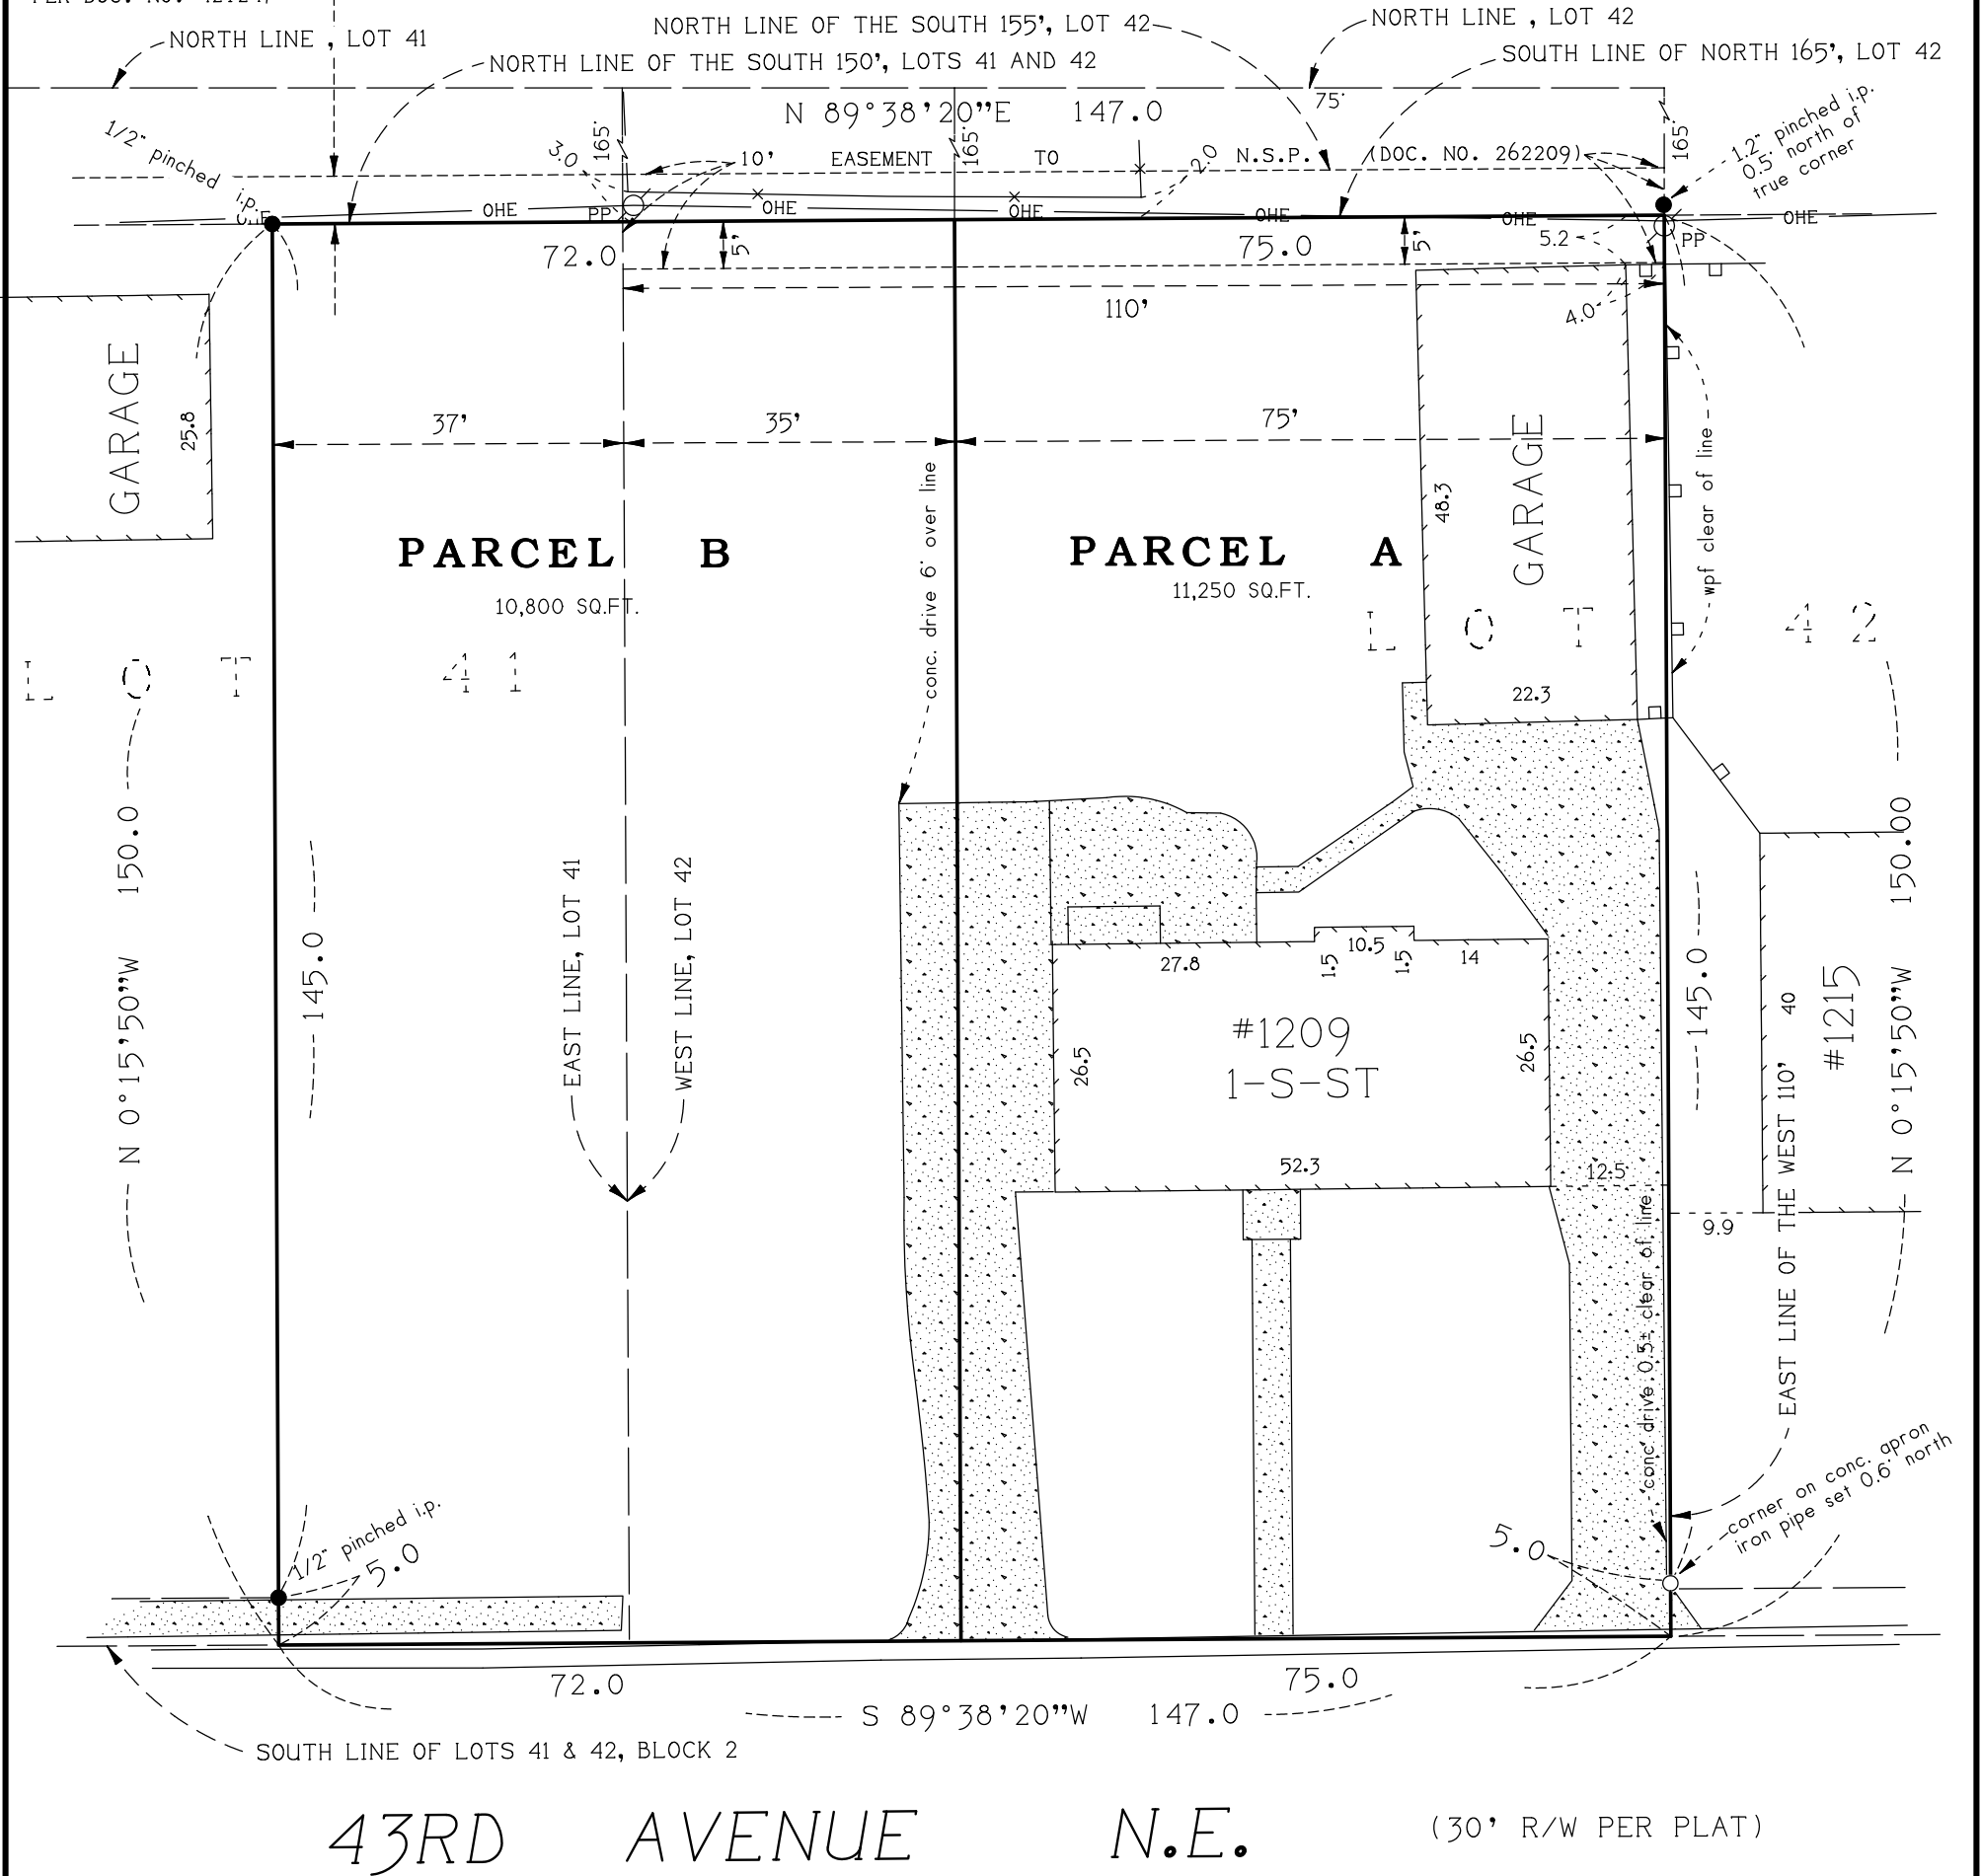 NORTH LINE , LOT 41
NORTH LINE OF THE SOUTH 155', LOT 42
NORTH LINE , LOT 42
NORTH LINE OF THE SOUTH 150', LOTS 41 AND 42
SOUTH LINE OF NORTH 165', LOT 42
N 89°38'20"E 147.0
75'
1/2" pinched i.p.
3.0
165'
10' EASEMENT TO N.S.P. (DOC. NO. 262209)
165'
2.0
165'
1.2" pinched i.p.
0.5' north of
true corner
OHE
PP
OHE
OHE
OHE
OHE
OHE
PP
72.0
5'
75.0
5'
5.2
110'
4.0
GARAGE
25.8
37'
35'
75'
conc. drive 6' over line
48.3
GARAGE
wpf clear of line
PARCEL B
10,800 SQ.FT.
PARCEL A
11,250 SQ.FT.
LOT 41
LOT 42
22.3
N 0°15'50"W 150.0
145.0
EAST LINE, LOT 41
WEST LINE, LOT 42
27.8
1.5
10.5
1.5
14
26.5
#1209
1-S-ST
26.5
52.3
12.5
145.0
40
#1215
N 0°15'50"W 150.00
9.9
EAST LINE OF THE WEST 110'
conc drive 0.5± clear of line
1/2" pinched i.p.
5.0
5.0
corner on conc. apron
iron pipe set 0.6' north
72.0
75.0
S 89°38'20"W 147.0
SOUTH LINE OF LOTS 41 & 42, BLOCK 2
43RD AVENUE N.E. (30' R/W PER PLAT)